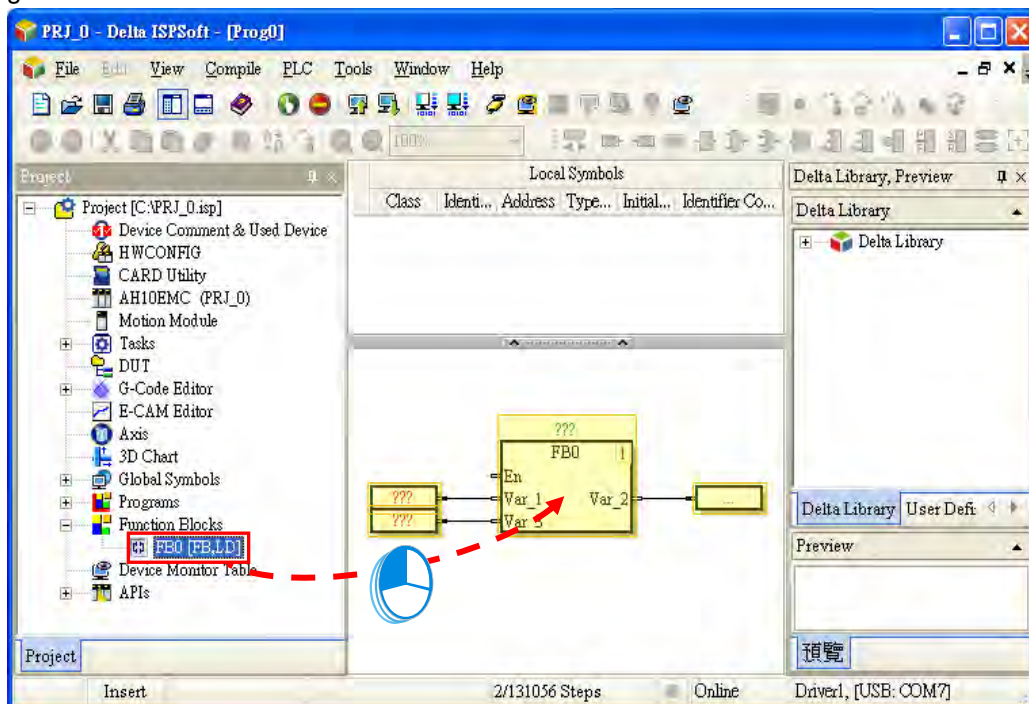 PRJ_0 - Delta ISPSoft - [Prog0]
File Edit View Compile PLC Tools Window Help
100%
Project
Local Symbols
Delta Library, Preview
Class Identi... Address Type... Initial... Identifier Co...
Delta Library
Project [C:\PRJ_0.isp]
Device Comment & Used Device
HWCONFIG
CARD Utility
AH10EMC (PRJ_0)
Motion Module
Tasks
DUT
G-Code Editor
E-CAM Editor
Axis
3D Chart
Global Symbols
Programs
Function Blocks
FB0 [FB,LD]
Device Monitor Table
APIs
Delta Library
???
FB0 !
En
??? Var_1 Var_2 ...
??? Var_3
Delta Library User Defi
Preview
預覽
Project
Insert 2/131056 Steps Online Driver1, [USB: COM7]